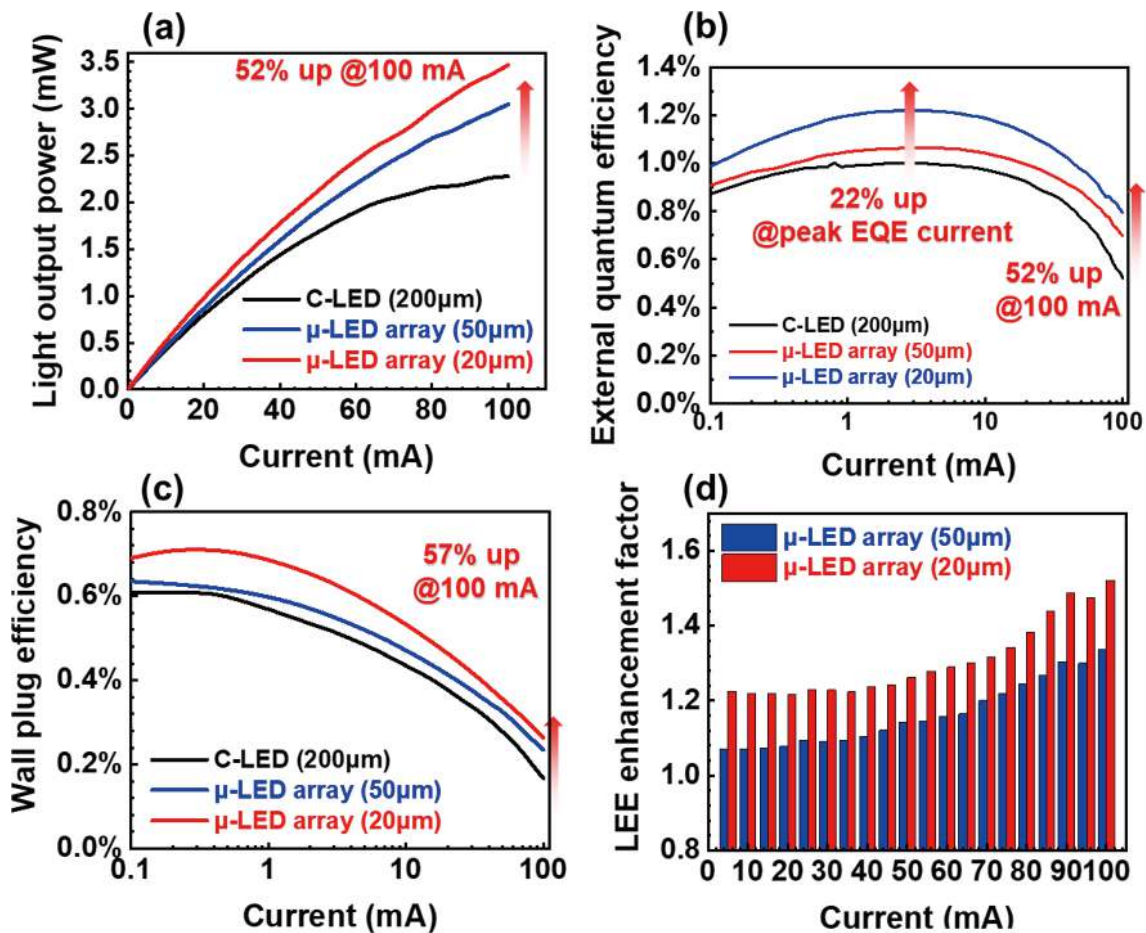 (a)
Light output power (mW)
3.5
3.0
2.5
2.0
1.5
1.0
0.5
0.0
52% up @100 mA
C-LED (200μm)
μ-LED array (50μm)
μ-LED array (20μm)
0 20 40 60 80 100
Current (mA)
(b)
External quantum efficiency
1.4%
1.2%
1.0%
0.8%
0.6%
0.4%
0.2%
0.0%
22% up
@peak EQE current
52% up
@100 mA
C-LED (200μm)
μ-LED array (50μm)
μ-LED array (20μm)
0.1 1 10 100
Current (mA)
(c)
Wall plug efficiency
0.8%
0.6%
0.4%
0.2%
0.0%
57% up
@100 mA
C-LED (200μm)
μ-LED array (50μm)
μ-LED array (20μm)
0.1 1 10 100
Current (mA)
(d)
LEE enhancement factor
1.6
1.4
1.2
1.0
0.8
μ-LED array (50μm)
μ-LED array (20μm)
0 10 20 30 40 50 60 70 80 90 100
Current (mA)